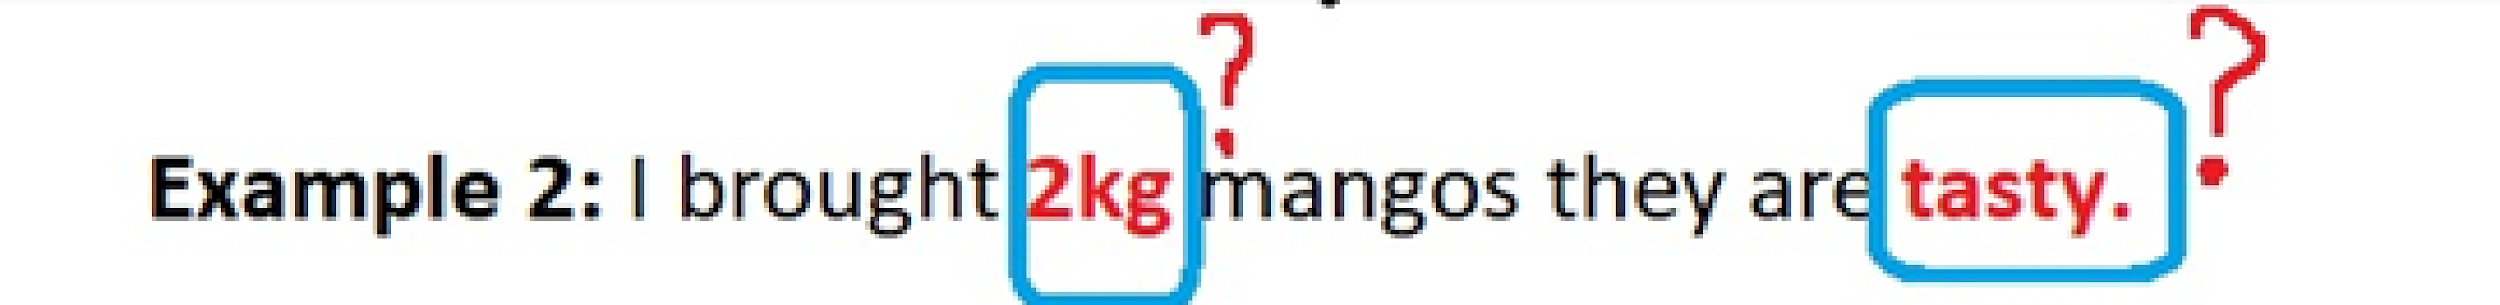 ? ?
Example 2: I brought 2kg mangos they are tasty.